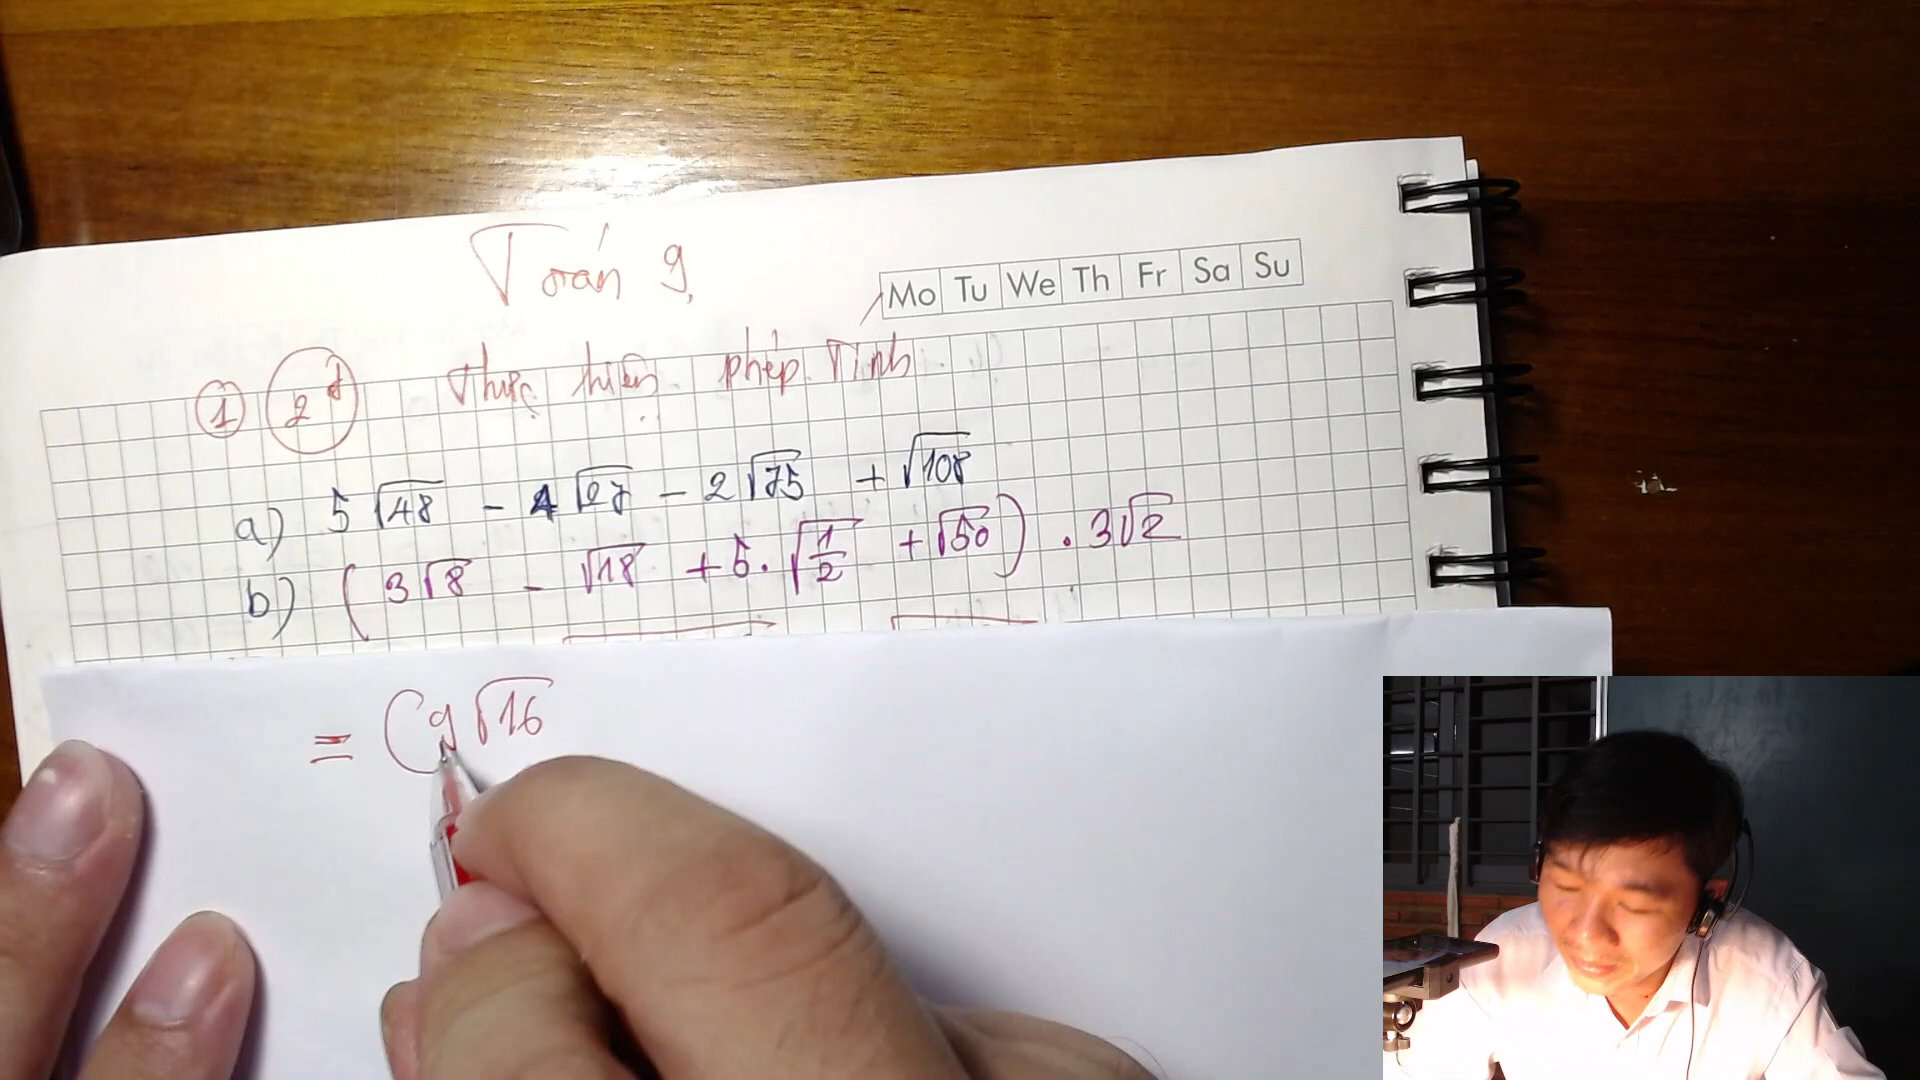 Toán 9
Mo Tu We Th Fr Sa Su
① 2đ thực hiện phép tính
a) 5√48 - 4√27 - 2√75 + √108
b) (3√8 - √18 + 5.√(1/2) + √50) . 3√2
= (9√16